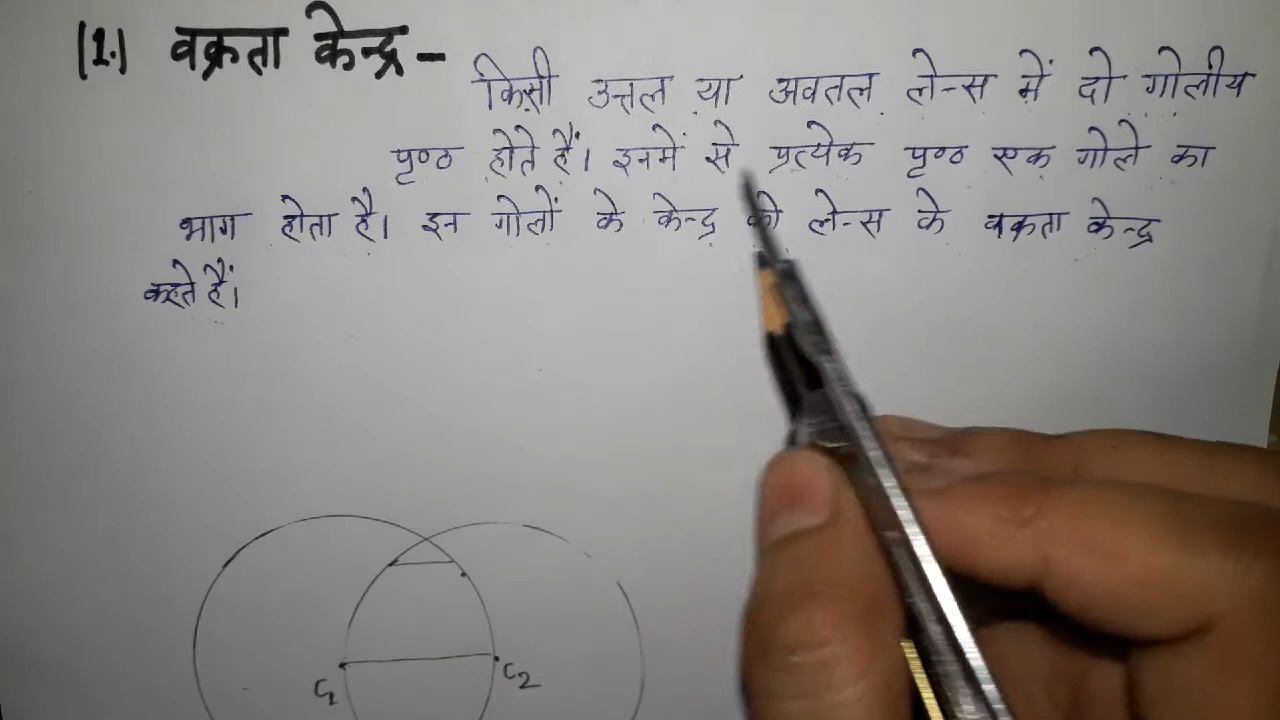 (1.) वक्रता केन्द्र -
किसी उत्तल या अवतल लेन्स में दो गोलीय
पृष्ठ होते हैं। इनमें से प्रत्येक पृष्ठ एक गोले का
भाग होता है। इन गोलों के केन्द्र को लेन्स के वक्रता केन्द्र
कहते हैं।
C1 C2